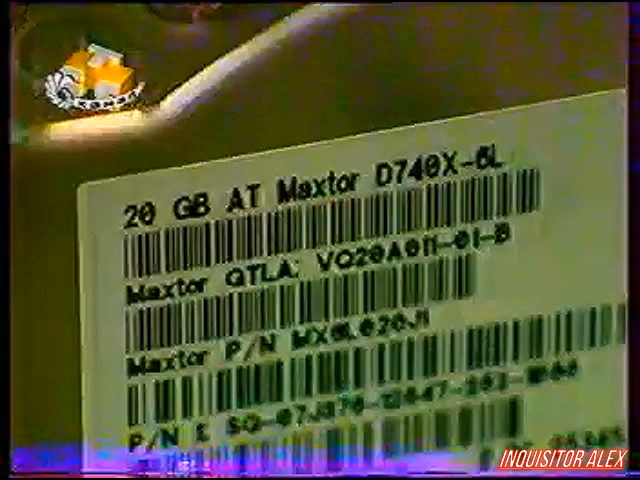 20 GB AT Maxtor D740X-6L
Maxtor QTLA: VQ20A011-01-B
Maxtor P/N MX6L020J1
P/N
INQUISITOR ALEX